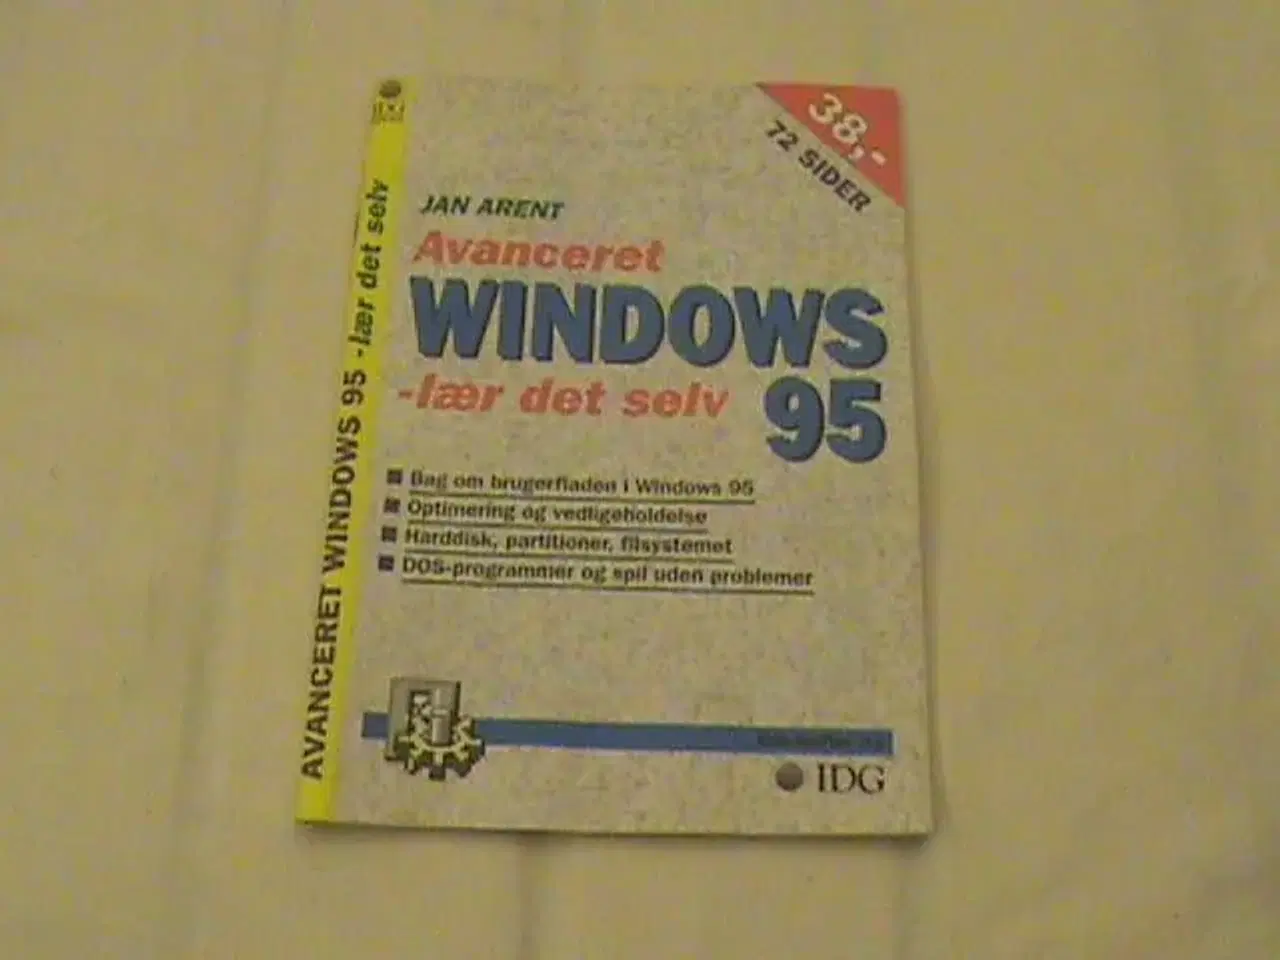 IDG
AVANCERET WINDOWS 95 - lær det selv
38,-
72 SIDER
JAN ARENT
Avanceret
WINDOWS
95
-lær det selv
Bag om brugerfladen i Windows 95
Optimering og vedligeholdelse
Harddisk, partitioner, filsystemet
DOS-programmer og spil uden problemer
IDG